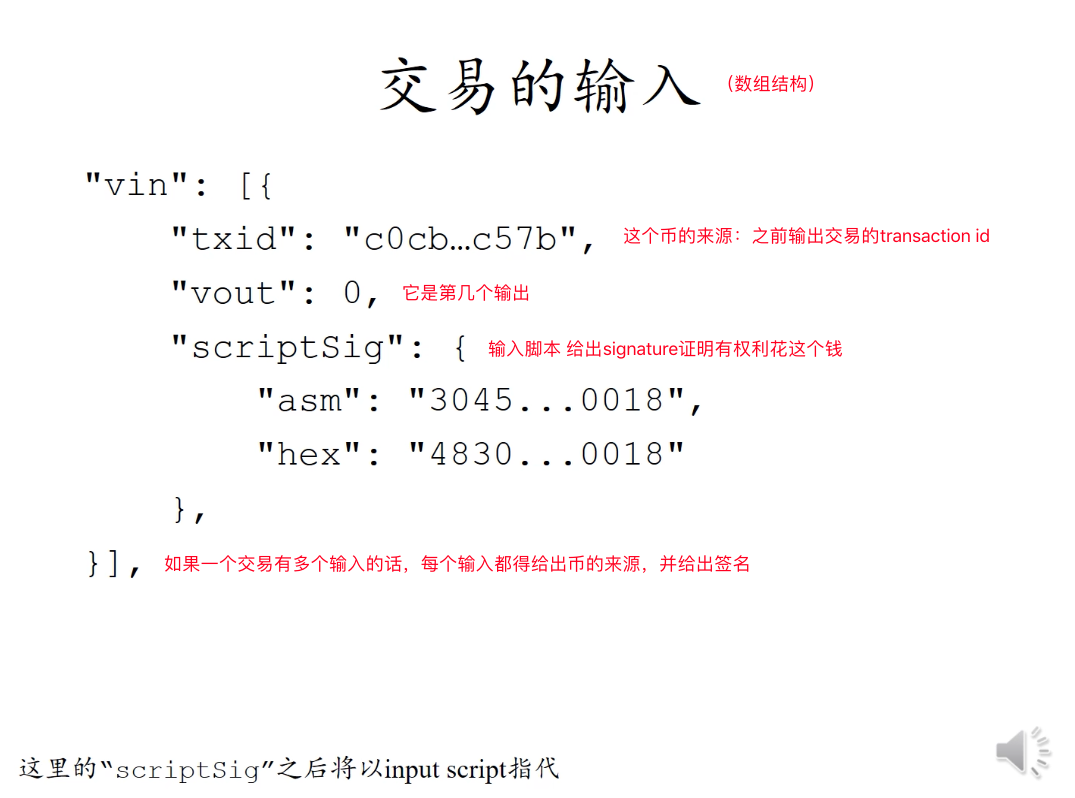 交易的输入 （数组结构）
"vin": [{
"txid": "c0cb…c57b", 这个币的来源：之前输出交易的transaction id
"vout": 0, 它是第几个输出
"scriptSig": { 输入脚本 给出signature证明有权利花这个钱
"asm": "3045...0018",
"hex": "4830...0018"
},
}], 如果一个交易有多个输入的话，每个输入都得给出币的来源，并给出签名
这里的“scriptSig”之后将以input script指代